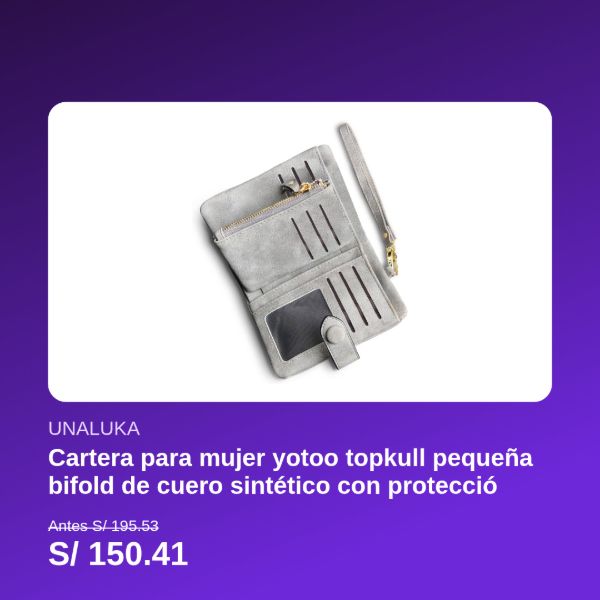 UNALUKA
Cartera para mujer yotoo topkull pequeña
bifold de cuero sintético con protecció
Antes S/ 195.53
S/ 150.41